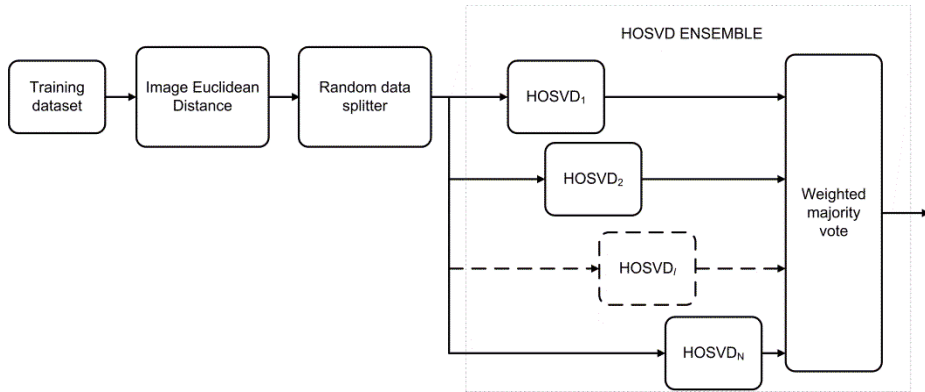 HOSVD ENSEMBLE
Training
dataset
Image Euclidean
Distance
Random data
splitter
HOSVD1
HOSVD2
HOSVDI
HOSVDN
Weighted
majority
vote